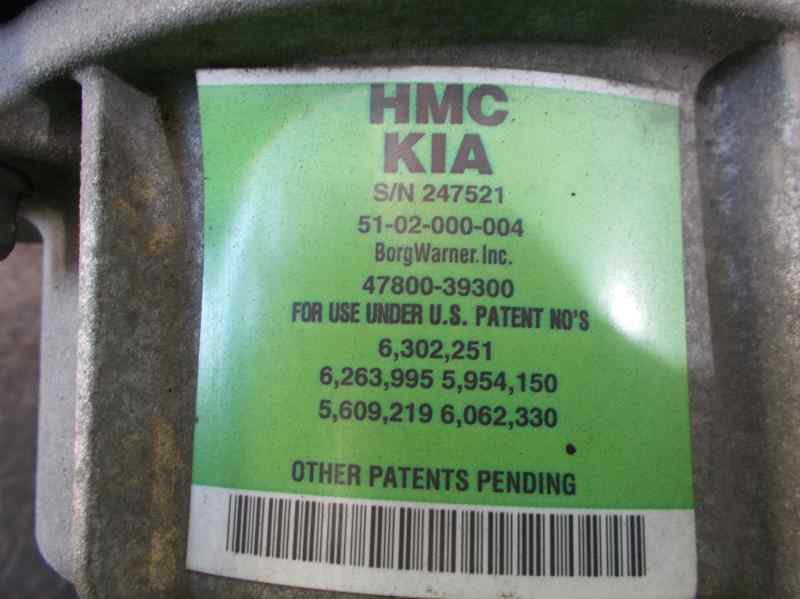 HMC
KIA
S/N 247521
51-02-000-004
BorgWarner.Inc.
47800-39300
FOR USE UNDER U.S. PATENT NO'S
6,302,251
6,263,995 5,954,150
5,609,219 6,062,330
OTHER PATENTS PENDING